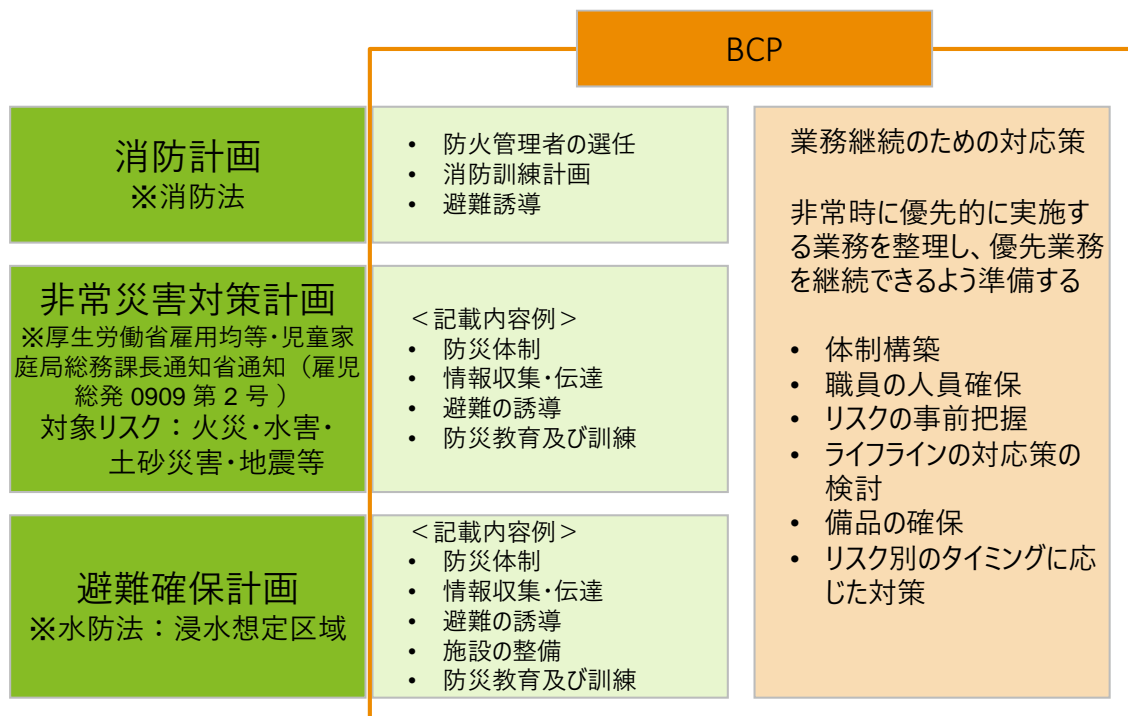 BCP
消防計画
※消防法
• 防火管理者の選任
• 消防訓練計画
• 避難誘導
非常災害対策計画
※厚生労働省雇用均等・児童家
庭局総務課長通知省通知（雇児
総発 0909 第 2 号 ）
対象リスク：火災・水害・
土砂災害・地震等
＜記載内容例＞
• 防災体制
• 情報収集・伝達
• 避難の誘導
• 防災教育及び訓練
避難確保計画
※水防法：浸水想定区域
＜記載内容例＞
• 防災体制
• 情報収集・伝達
• 避難の誘導
• 施設の整備
• 防災教育及び訓練
業務継続のための対応策
非常時に優先的に実施す
る業務を整理し、優先業務
を継続できるよう準備する
• 体制構築
• 職員の人員確保
• リスクの事前把握
• ライフラインの対応策の
検討
• 備品の確保
• リスク別のタイミングに応
じた対策